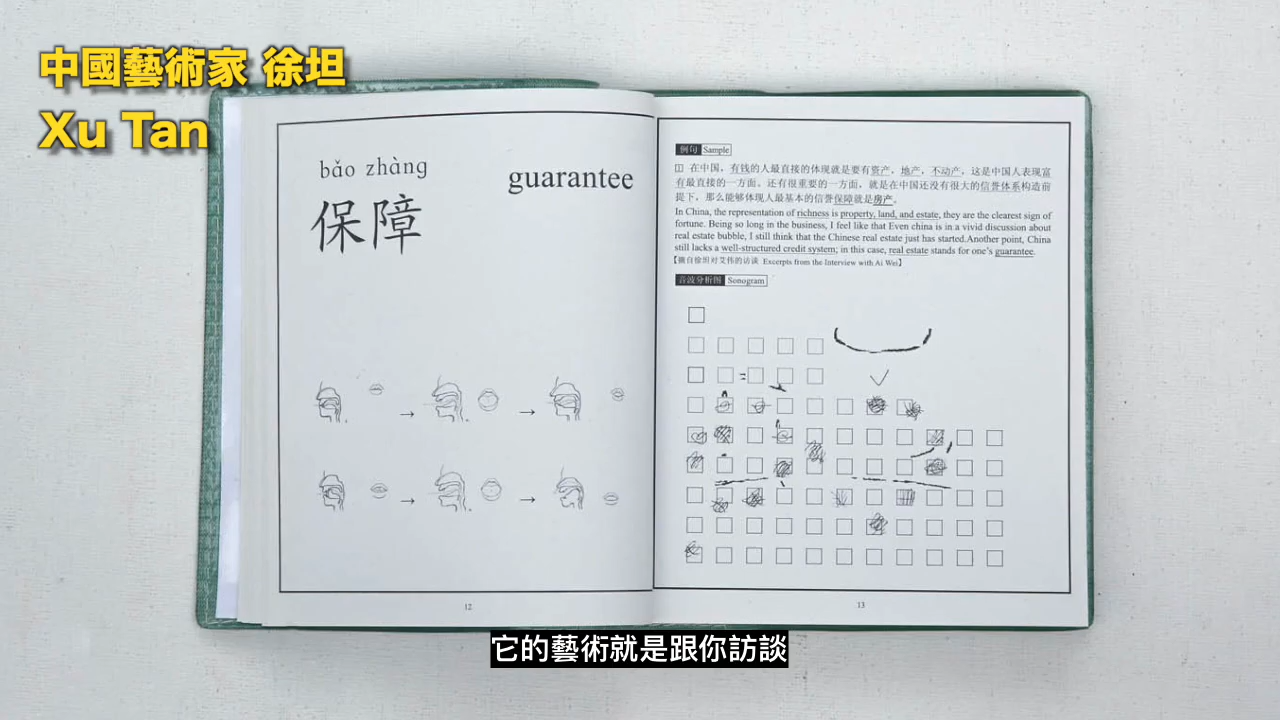 中國藝術家 徐坦
Xu Tan
bǎo zhàng
guarantee
保障
12
例句 Sample
在中国，有钱的人最直接的体现就是要有资产，地产，不动产，这是中国人表现富
有最直接的一方面。还有很重要的一方面，就是在中国还没有很大的信誉体系构造前
提下，那么能够体现人最基本的信誉保障就是房产。
In China, the representation of richness is property, land, and estate, they are the clearest sign of
fortune. Being so long in the business, I feel like that Even china is in a vivid discussion about
real estate bubble, I still think that the Chinese real estate just has started.Another point, China
still lacks a well-structured credit system; in this case, real estate stands for one's guarantee.
【摘自徐坦对艾伟的访谈 Excerpts from the Interview with Ai Wei】
音波分析图 Sonogram
13
它的藝術就是跟你訪談